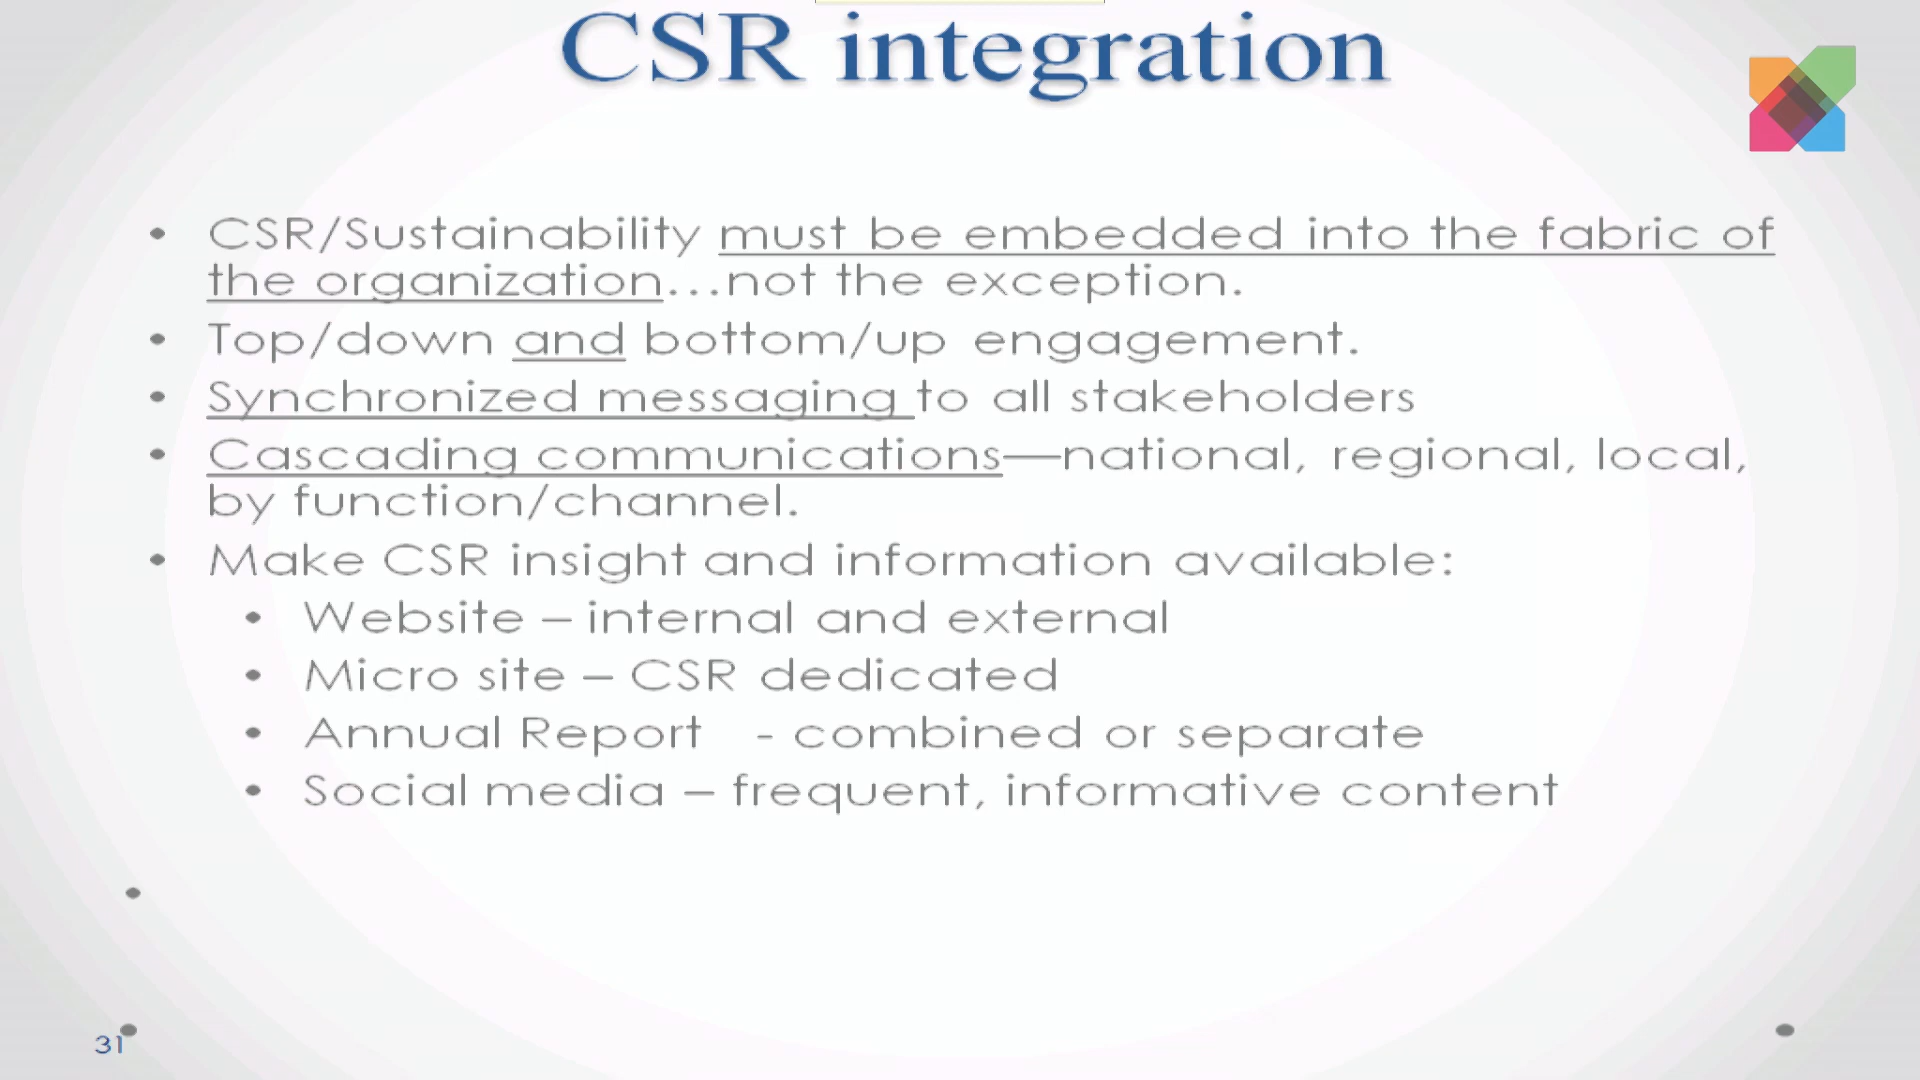 CSR integration
• CSR/Sustainability must be embedded into the fabric of
the organization...not the exception.
• Top/down and bottom/up engagement.
• Synchronized messaging to all stakeholders
• Cascading communications—national, regional, local,
by function/channel.
• Make CSR insight and information available:
• Website – internal and external
• Micro site – CSR dedicated
• Annual Report - combined or separate
• Social media – frequent, informative content
31